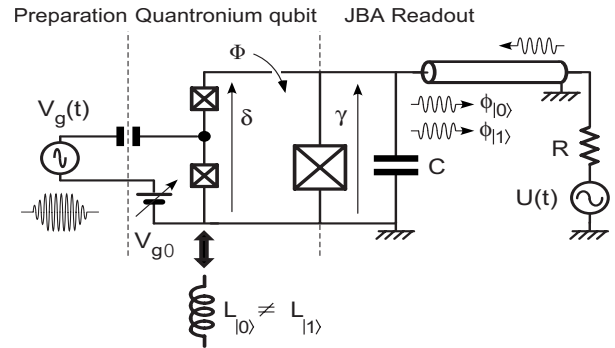 Preparation Quantronium qubit JBA Readout
Φ
V_g(t)
δ
γ
ϕ_|0⟩
ϕ_|1⟩
R
C
U(t)
V_g0
L_|0⟩ ≠ L_|1⟩